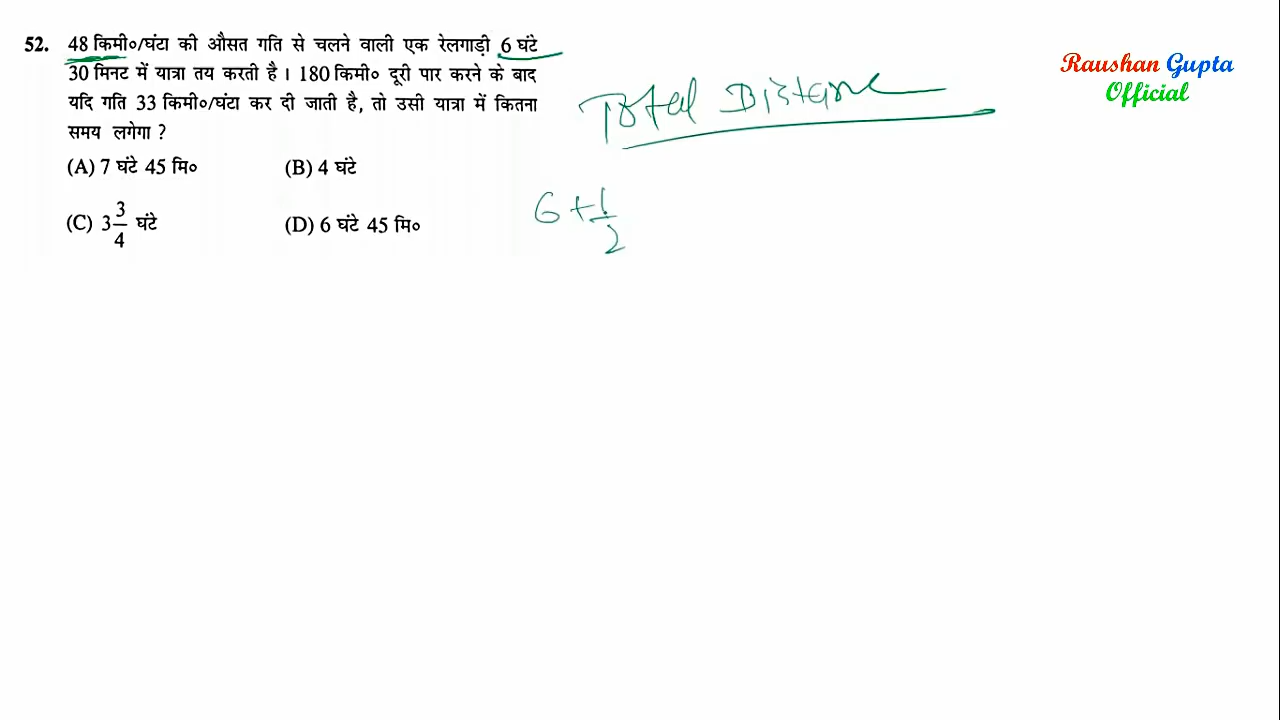 52. 48 किमी०/घंटा की औसत गति से चलने वाली एक रेलगाड़ी 6 घंटे
30 मिनट में यात्रा तय करती है। 180 किमी० दूरी पार करने के बाद
यदि गति 33 किमी०/घंटा कर दी जाती है, तो उसी यात्रा में कितना
समय लगेगा ?
(A) 7 घंटे 45 मि० (B) 4 घंटे
(C) 3 3/4 घंटे (D) 6 घंटे 45 मि०
Total Distance
6 + 1/2
Raushan Gupta
Official